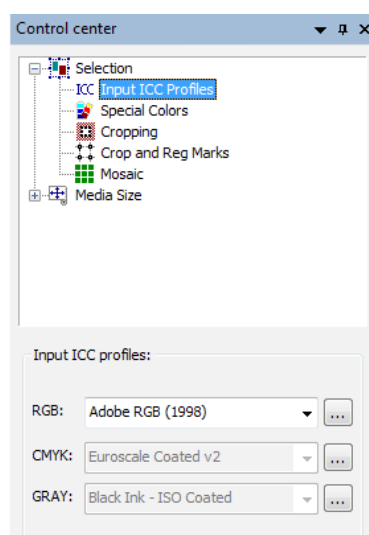 Control center
Selection
ICC Input ICC Profiles
Special Colors
Cropping
Crop and Reg Marks
Mosaic
Media Size
Input ICC profiles:
RGB: Adobe RGB (1998) ...
CMYK: Euroscale Coated v2 ...
GRAY: Black Ink - ISO Coated ...